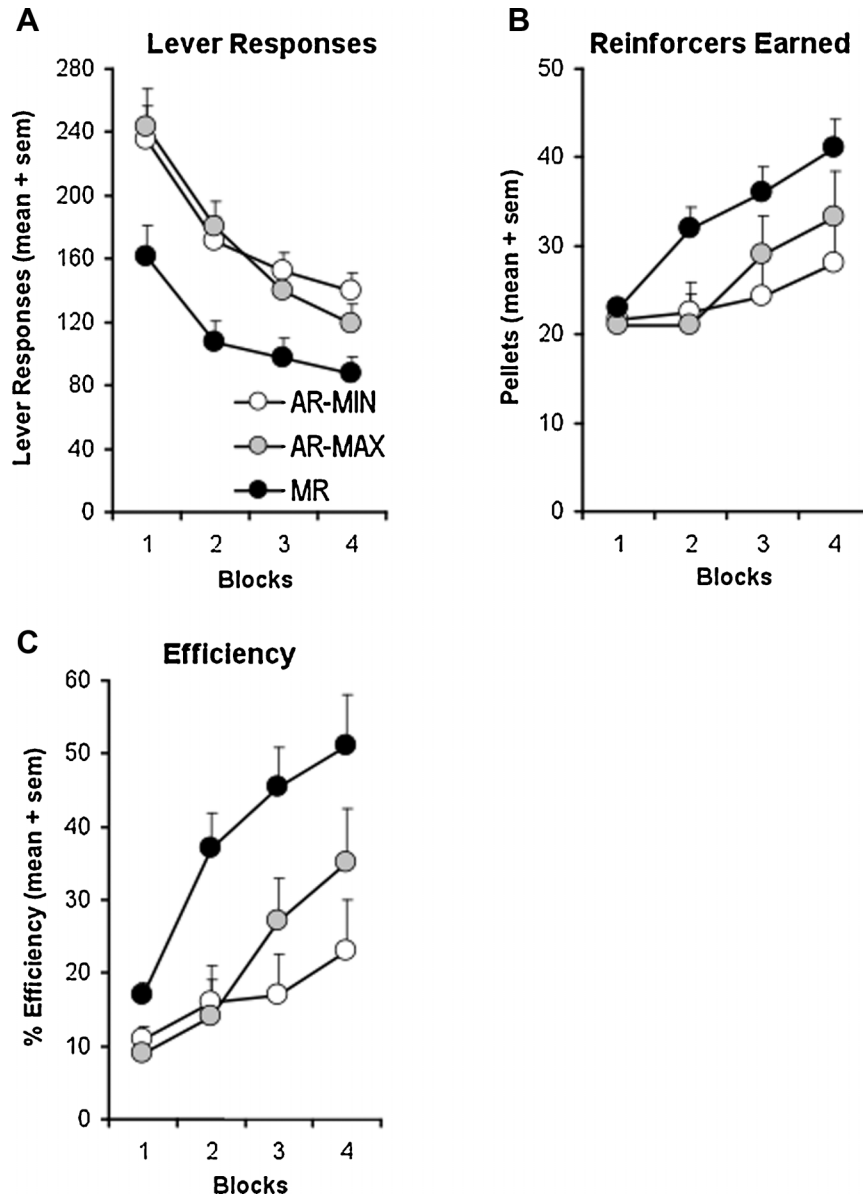 A
Lever Responses
Lever Responses (mean + sem)
280
240
200
160
120
80
40
0
AR-MIN
AR-MAX
MR
1 2 3 4
Blocks
B
Reinforcers Earned
Pellets (mean + sem)
50
40
30
20
10
0
1 2 3 4
Blocks
C
Efficiency
% Efficiency (mean + sem)
60
50
40
30
20
10
0
1 2 3 4
Blocks